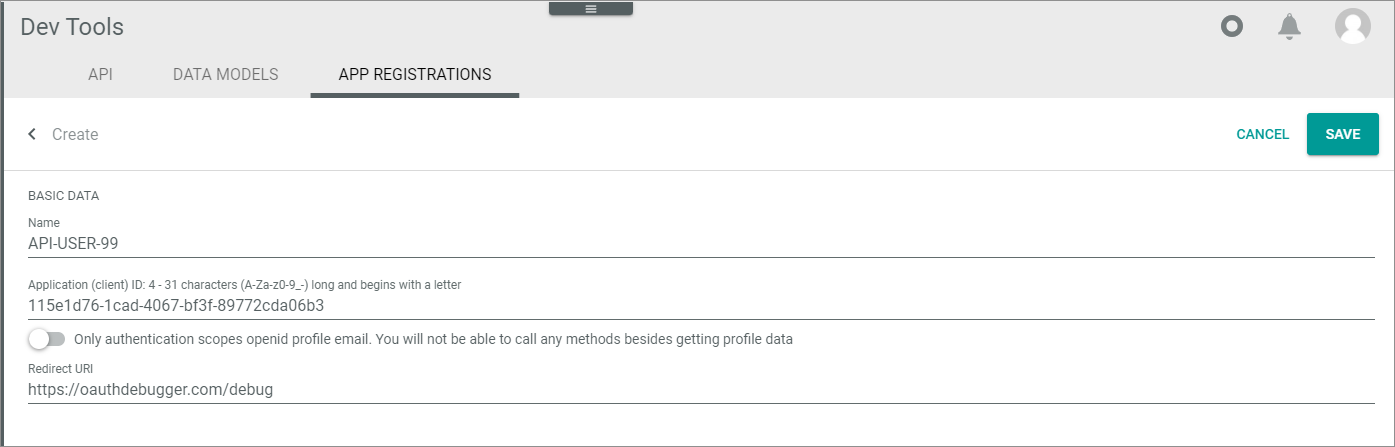 Dev Tools
API DATA MODELS APP REGISTRATIONS
Create CANCEL SAVE
BASIC DATA
Name
API-USER-99
Application (client) ID: 4 - 31 characters (A-Za-z0-9_-) long and begins with a letter
115e1d76-1cad-4067-bf3f-89772cda06b3
Only authentication scopes openid profile email. You will not be able to call any methods besides getting profile data
Redirect URI
https://oauthdebugger.com/debug